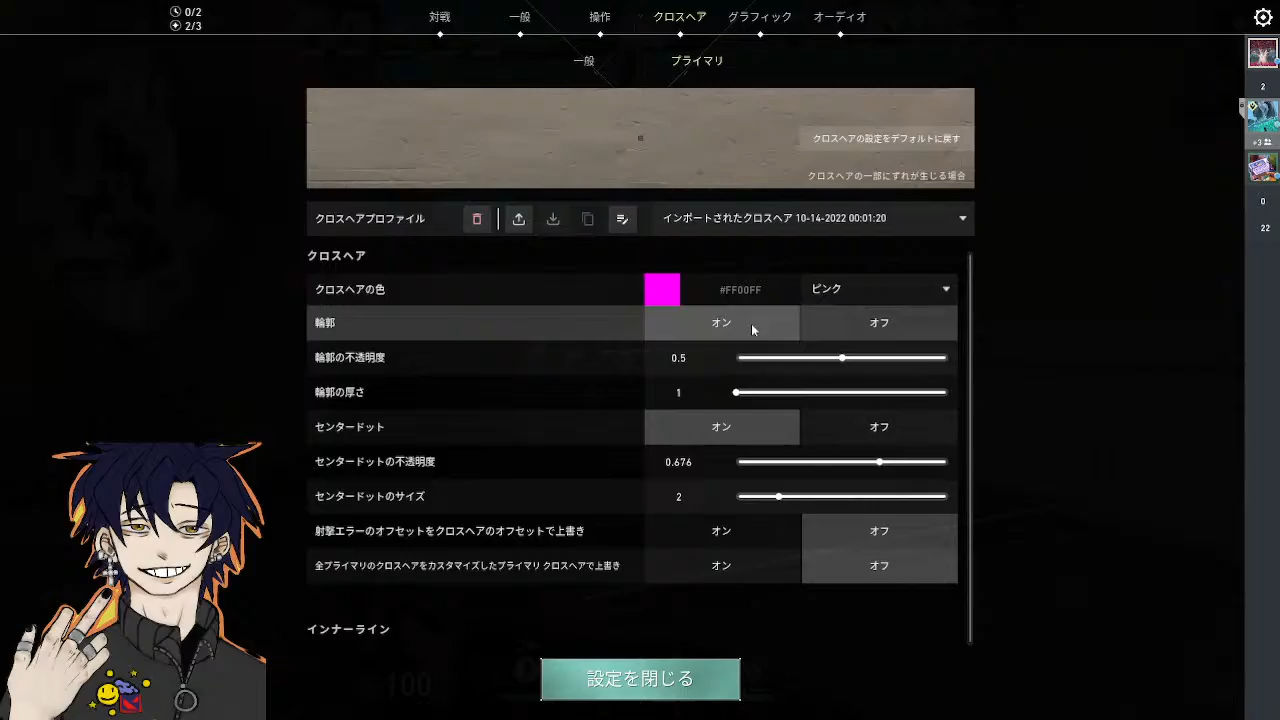 0/2
2/3
対戦 一般 操作 クロスヘア グラフィック オーディオ
一般 プライマリ
クロスヘアの設定をデフォルトに戻す
クロスヘアの一部にずれが生じる場合
クロスヘアプロファイル インポートされたクロスヘア 10-14-2022 00:01:20
クロスヘア
クロスヘアの色 #FF00FF ピンク
輪郭 オン オフ
輪郭の不透明度 0.5
輪郭の厚さ 1
センタードット オン オフ
センタードットの不透明度 0.676
センタードットのサイズ 2
射撃エラーのオフセットをクロスヘアのオフセットで上書き オン オフ
全プライマリのクロスヘアをカスタマイズしたプライマリ クロスヘアで上書き オン オフ
インナーライン
設定を閉じる
100
2
+3
0
22